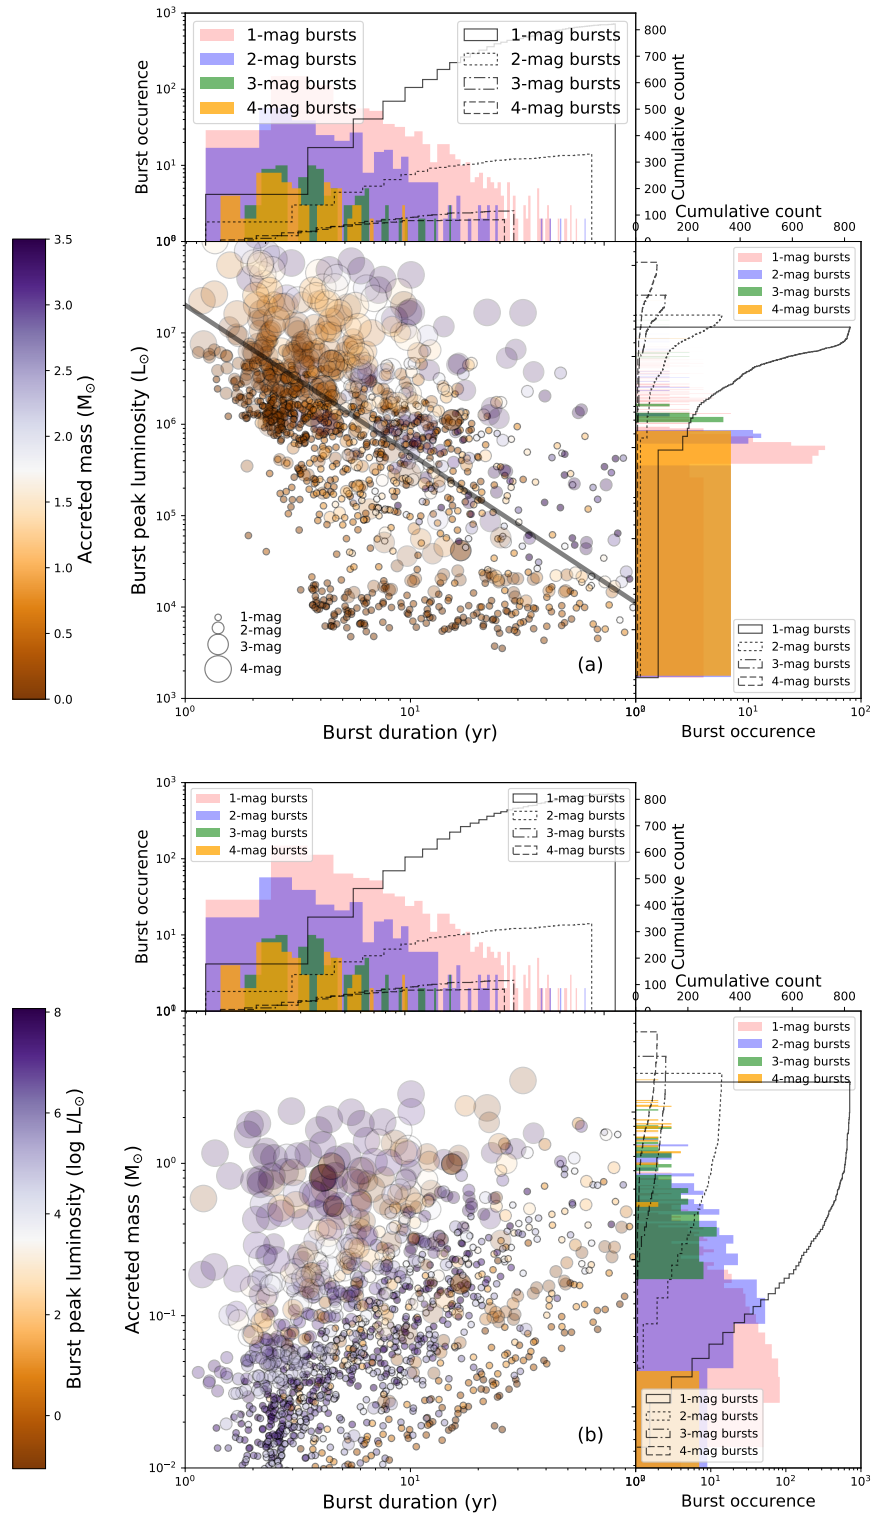 10³
10²
10¹
10⁰
Burst occurence
1-mag bursts
2-mag bursts
3-mag bursts
4-mag bursts
1-mag bursts
2-mag bursts
3-mag bursts
4-mag bursts
800
700
600
500
400
300
200
100
0
Cumulative count
Cumulative count
0 200 400 600 800
3.5
3.0
2.5
2.0
1.5
1.0
0.5
0.0
Accreted mass (M⊙)
10⁷
10⁶
10⁵
10⁴
10³
Burst peak luminosity (L⊙)
1-mag
2-mag
3-mag
4-mag
(a)
10⁰ 10¹
Burst duration (yr)
1-mag bursts
2-mag bursts
3-mag bursts
4-mag bursts
1-mag bursts
2-mag bursts
3-mag bursts
4-mag bursts
10⁰ 10¹ 10²
Burst occurence
10³
10²
10¹
10⁰
Burst occurence
1-mag bursts
2-mag bursts
3-mag bursts
4-mag bursts
1-mag bursts
2-mag bursts
3-mag bursts
4-mag bursts
800
700
600
500
400
300
200
100
0
Cumulative count
Cumulative count
0 200 400 600 800
8
6
4
2
0
Burst peak luminosity (log L/L⊙)
10⁰
10⁻¹
10⁻²
Accreted mass (M⊙)
(b)
10⁰ 10¹
Burst duration (yr)
1-mag bursts
2-mag bursts
3-mag bursts
4-mag bursts
1-mag bursts
2-mag bursts
3-mag bursts
4-mag bursts
10⁰ 10¹ 10² 10³
Burst occurence